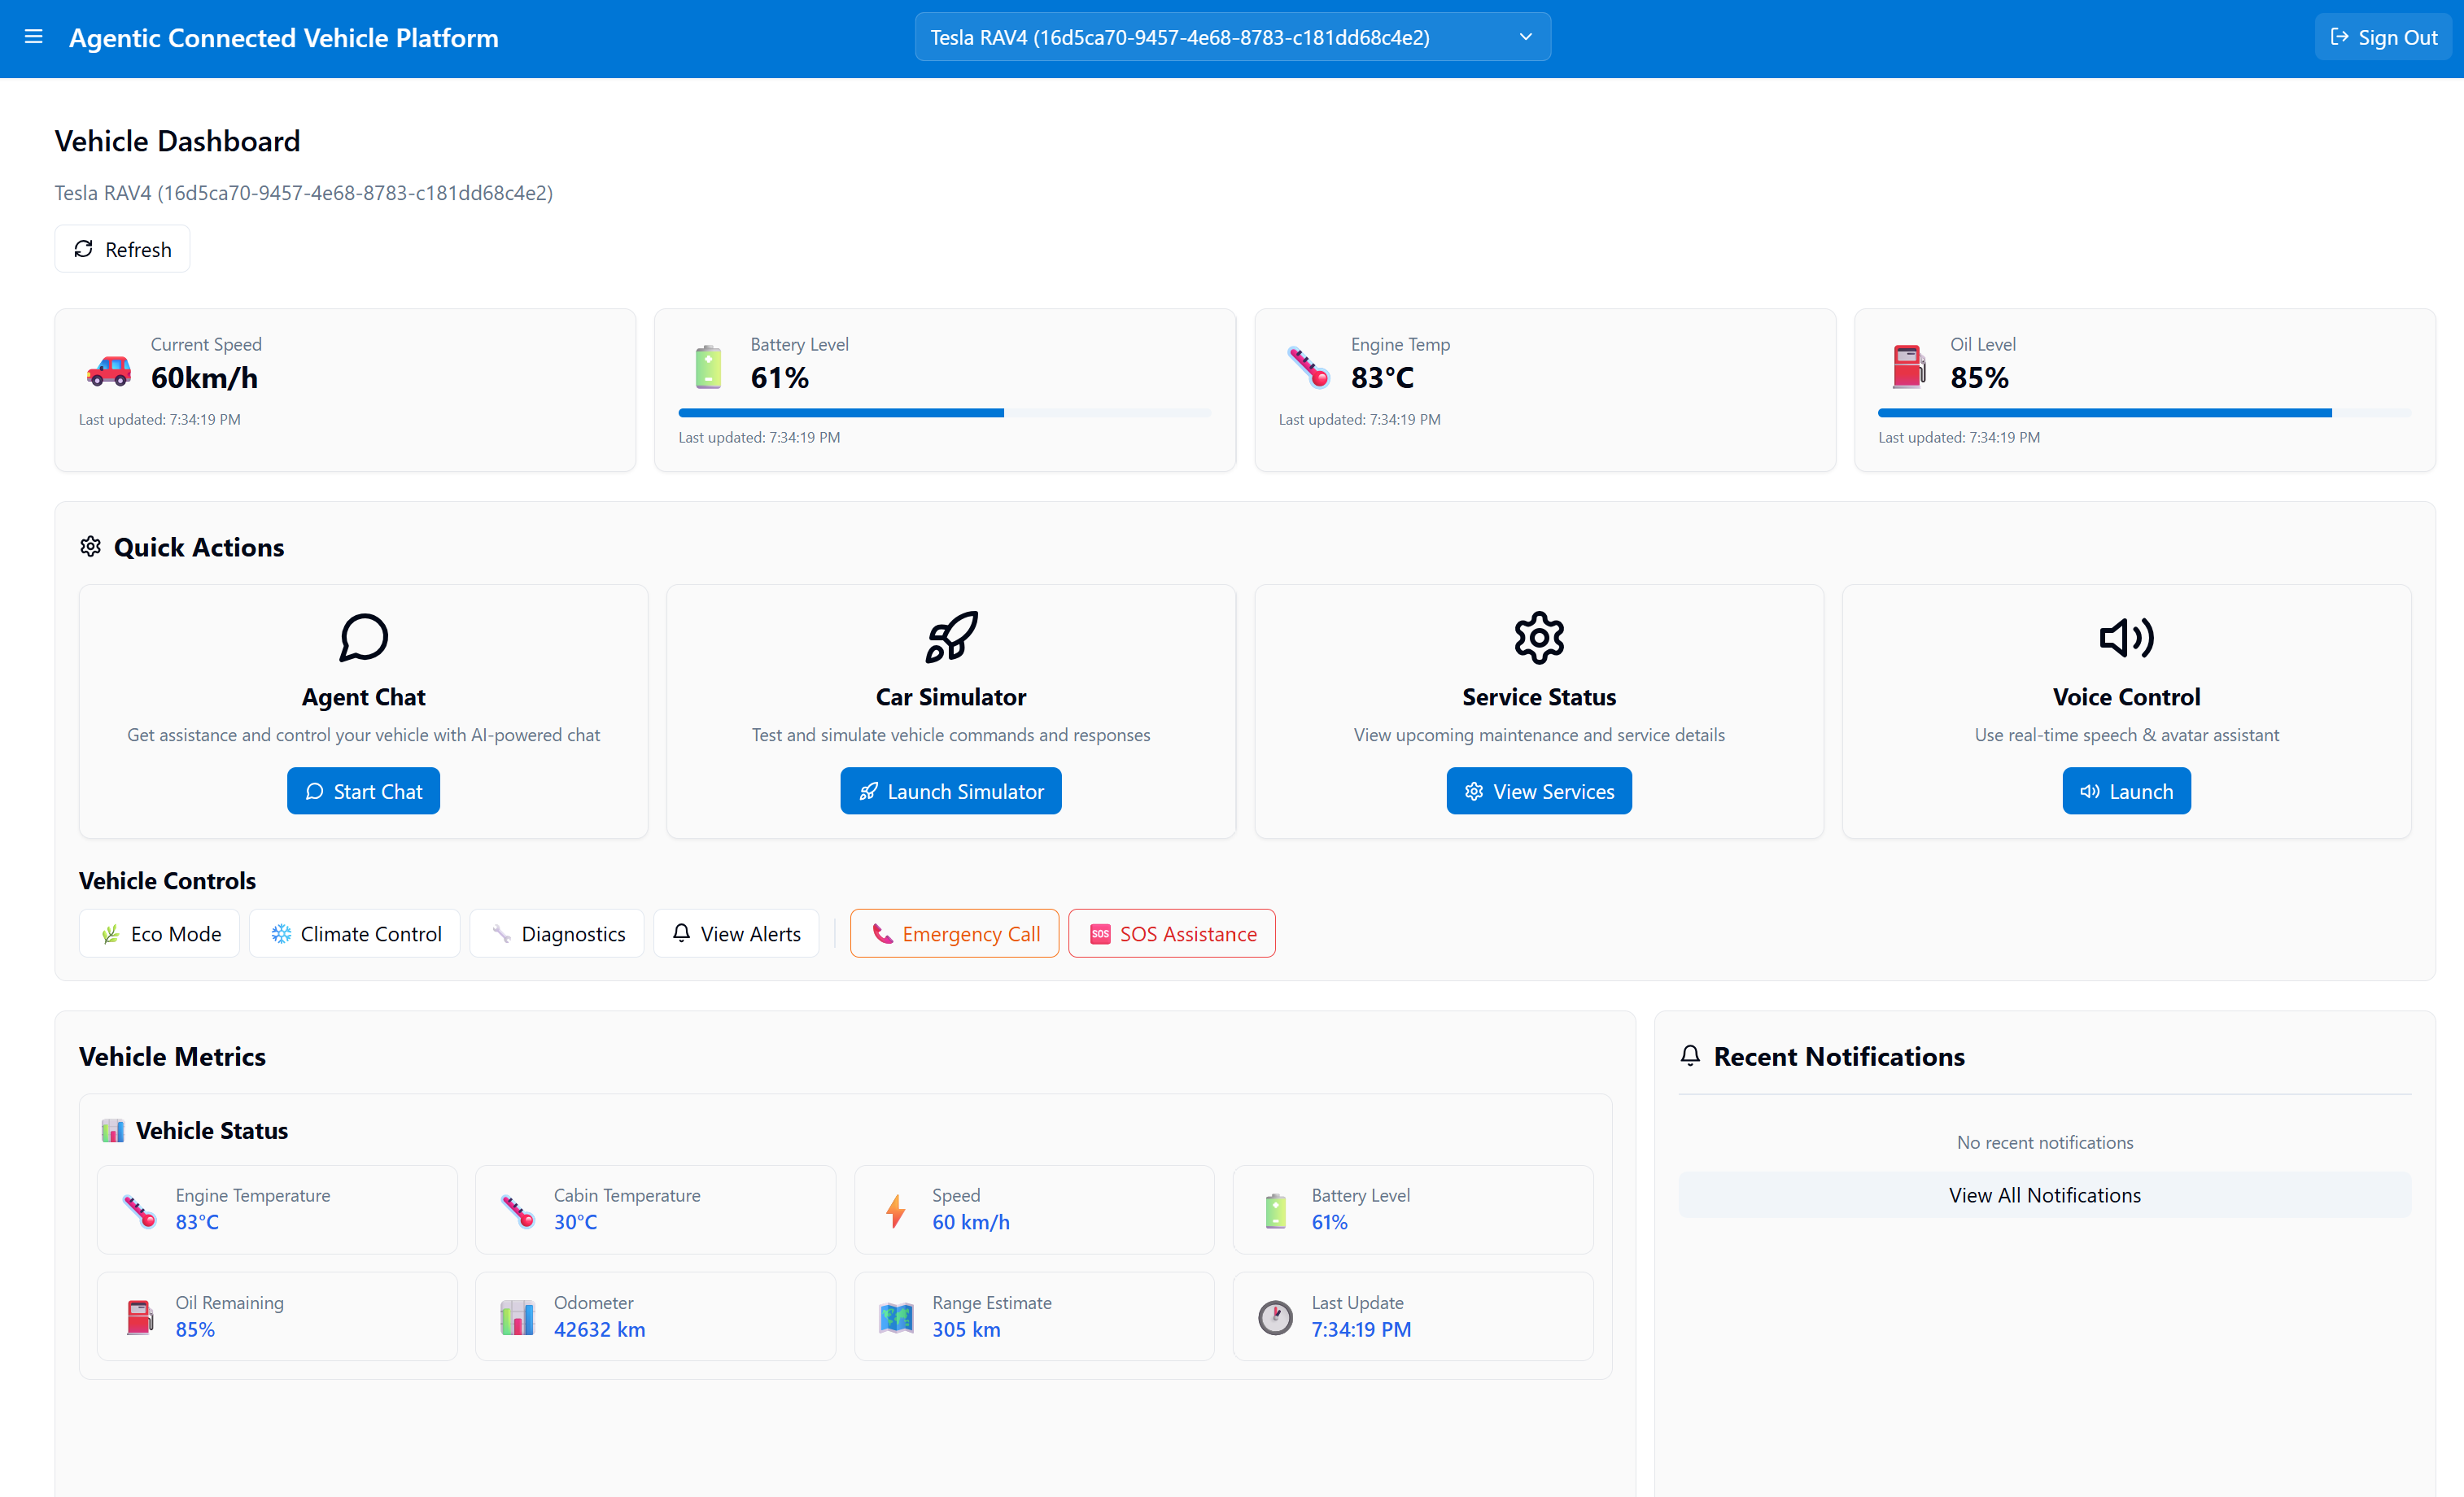 Agentic Connected Vehicle Platform
Tesla RAV4 (16d5ca70-9457-4e68-8783-c181dd68c4e2)
Sign Out
Vehicle Dashboard
Tesla RAV4 (16d5ca70-9457-4e68-8783-c181dd68c4e2)
Refresh
Current Speed
60km/h
Last updated: 7:34:19 PM
Battery Level
61%
Last updated: 7:34:19 PM
Engine Temp
83°C
Last updated: 7:34:19 PM
Oil Level
85%
Last updated: 7:34:19 PM
Quick Actions
Agent Chat
Get assistance and control your vehicle with AI-powered chat
Start Chat
Car Simulator
Test and simulate vehicle commands and responses
Launch Simulator
Service Status
View upcoming maintenance and service details
View Services
Voice Control
Use real-time speech & avatar assistant
Launch
Vehicle Controls
Eco Mode
Climate Control
Diagnostics
View Alerts
Emergency Call
SOS
SOS Assistance
Vehicle Metrics
Vehicle Status
Engine Temperature
83°C
Cabin Temperature
30°C
Speed
60 km/h
Battery Level
61%
Oil Remaining
85%
Odometer
42632 km
Range Estimate
305 km
Last Update
7:34:19 PM
Recent Notifications
No recent notifications
View All Notifications